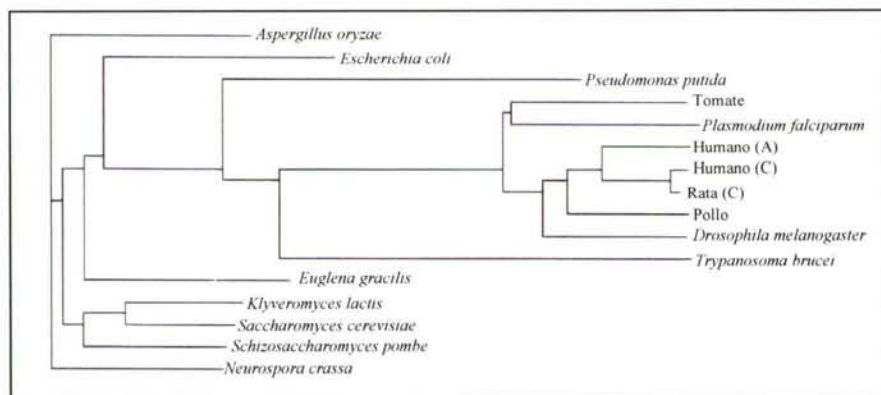 Aspergillus oryzae
Escherichia coli
Pseudomonas putida
Tomate
Plasmodium falciparum
Humano (A)
Humano (C)
Rata (C)
Pollo
Drosophila melanogaster
Trypanosoma brucei
Euglena gracilis
Klyveromyces lactis
Saccharomyces cerevisiae
Schizosaccharomyces pombe
Neurospora crassa